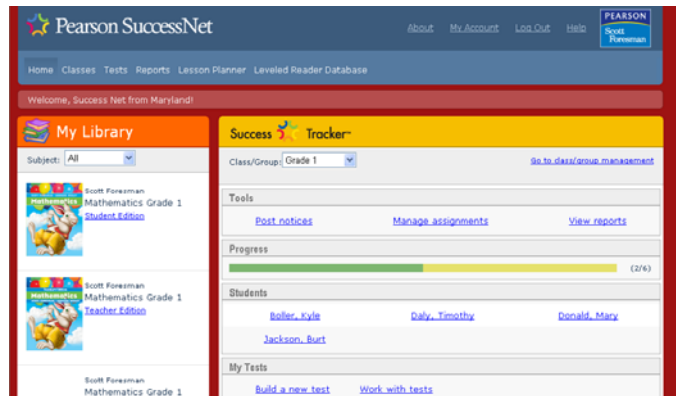 Pearson SuccessNet
About My Account Log Out Help
PEARSON
Scott
Foresman
Home Classes Tests Reports Lesson Planner Leveled Reader Database
Welcome, Success Net from Maryland!
My Library
Subject: All
Scott Foresman
Mathematics
Mathematics Grade 1
Student Edition
Scott Foresman
Mathematics
Mathematics Grade 1
Teacher Edition
Scott Foresman
Mathematics Grade 1
Success Tracker™
Class/Group: Grade 1
Go to class/group management
Tools
Post notices Manage assignments View reports
Progress
(2/6)
Students
Boller, Kyle Daly, Timothy Donald, Mary
Jackson, Burt
My Tests
Build a new test Work with tests